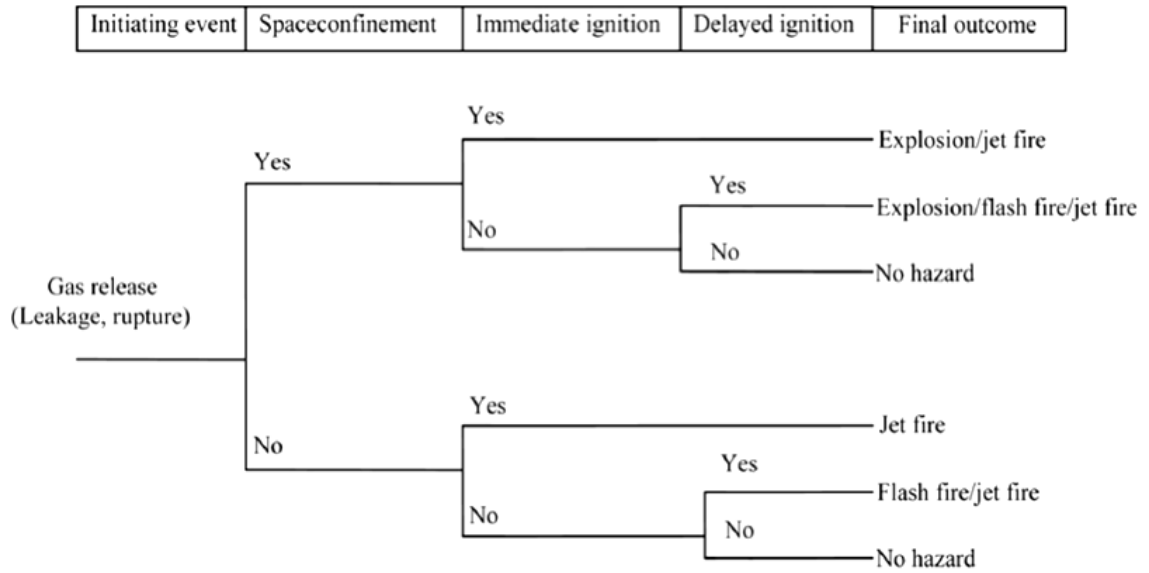 Initiating event Spaceconfinement Immediate ignition Delayed ignition Final outcome
Yes
Explosion/jet fire
Yes
Yes
Explosion/flash fire/jet fire
No
No
No hazard
Gas release
(Leakage, rupture)
Yes
Jet fire
No
Yes
Flash fire/jet fire
No
No
No hazard